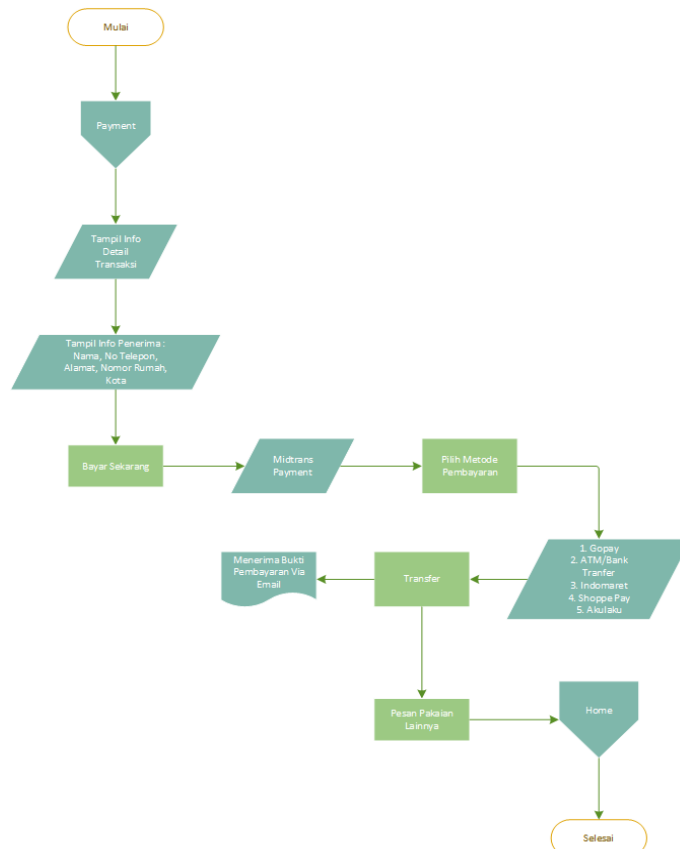 Mulai
Payment
Tampil Info
Detail
Transaksi
Tampil Info Penerima :
Nama, No Telepon,
Alamat, Nomor Rumah,
Kota
Bayar Sekarang
Midtrans
Payment
Pilih Metode
Pembayaran
1. Gopay
2. ATM/Bank
Tranfer
3. Indomaret
4. Shoppe Pay
5. Akulaku
Transfer
Menerima Bukti
Pembayaran Via
Email
Pesan Pakaian
Lainnya
Home
Selesai